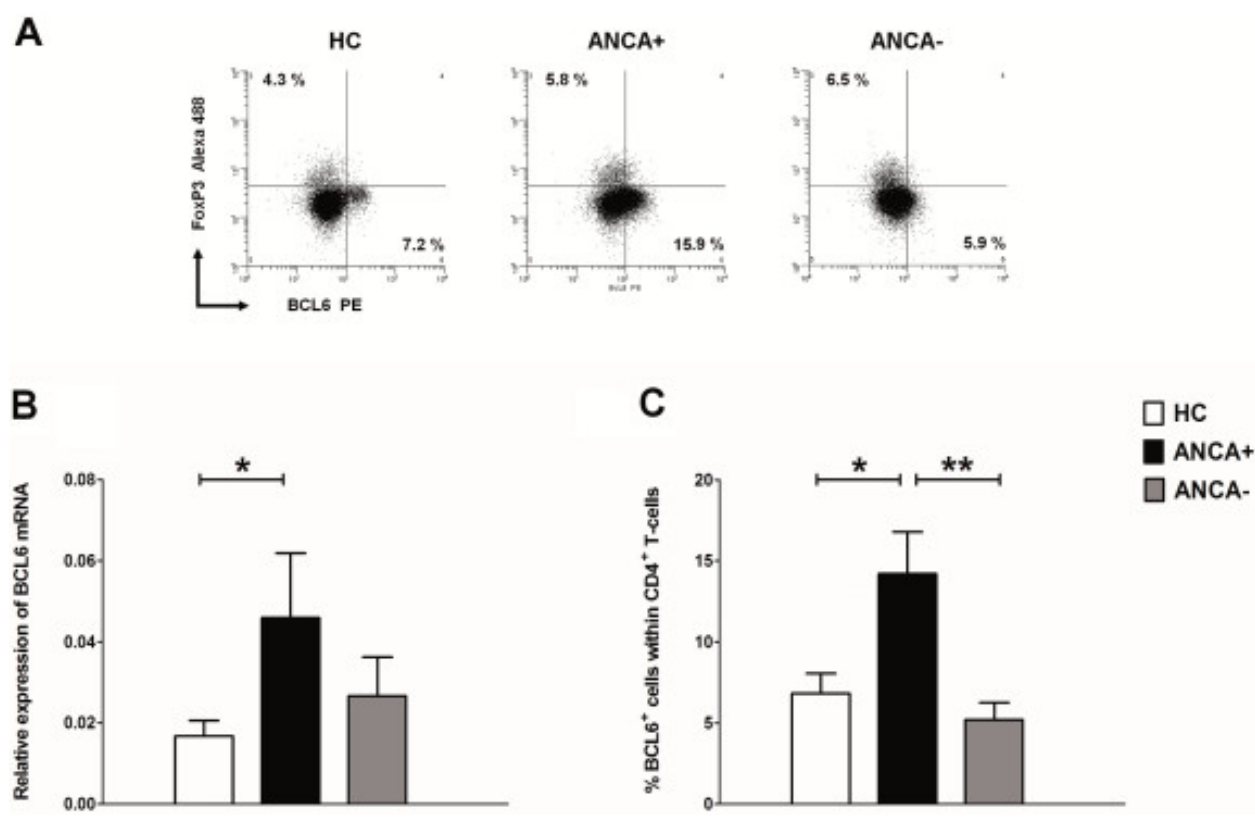 A
HC
ANCA+
ANCA-
4.3 %
5.8 %
6.5 %
FoxP3 Alexa 488
7.2 %
15.9 %
5.9 %
BCL6 PE
BCL6 PE
B
C
HC
ANCA+
ANCA-
*
*
**
Relative expression of BCL6 mRNA
0.08
0.06
0.04
0.02
0.00
% BCL6⁺ cells within CD4⁺ T-cells
20
15
10
5
0